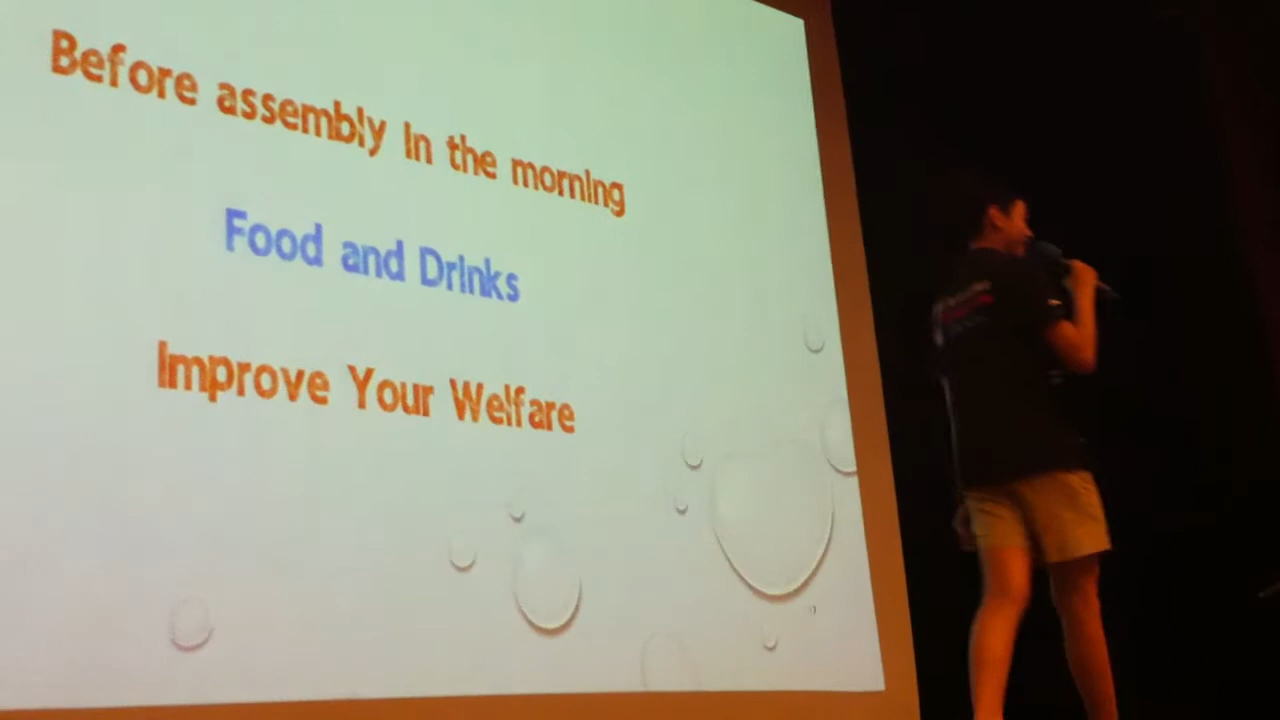 Before assembly in the morning
Food and Drinks
Improve Your Welfare